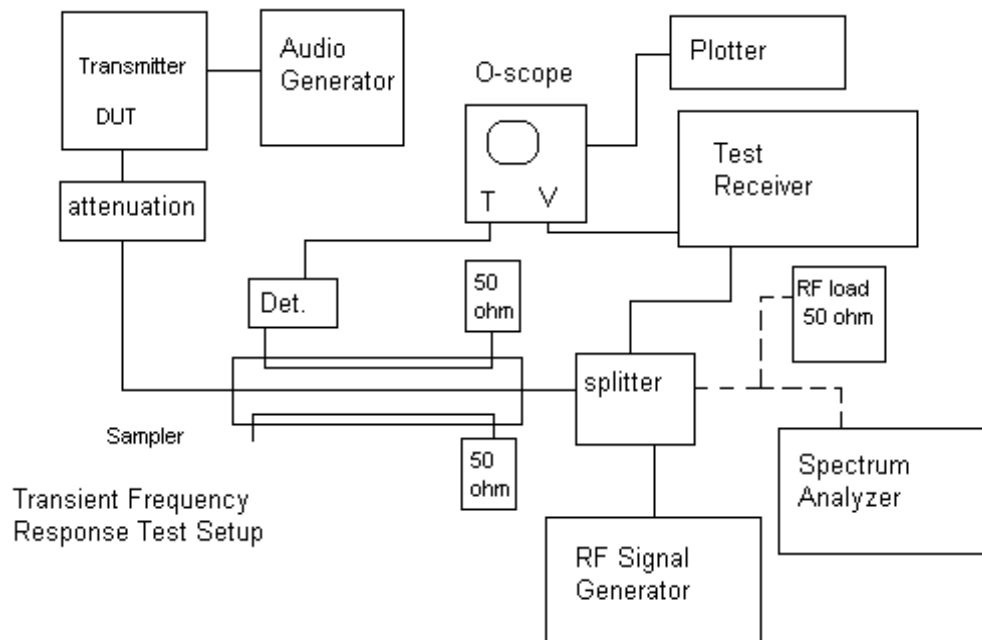 Transmitter
DUT
Audio
Generator
O-scope
T V
Plotter
Test
Receiver
attenuation
Det.
50
ohm
RF load
50 ohm
splitter
Sampler
50
ohm
Spectrum
Analyzer
Transient Frequency
Response Test Setup
RF Signal
Generator